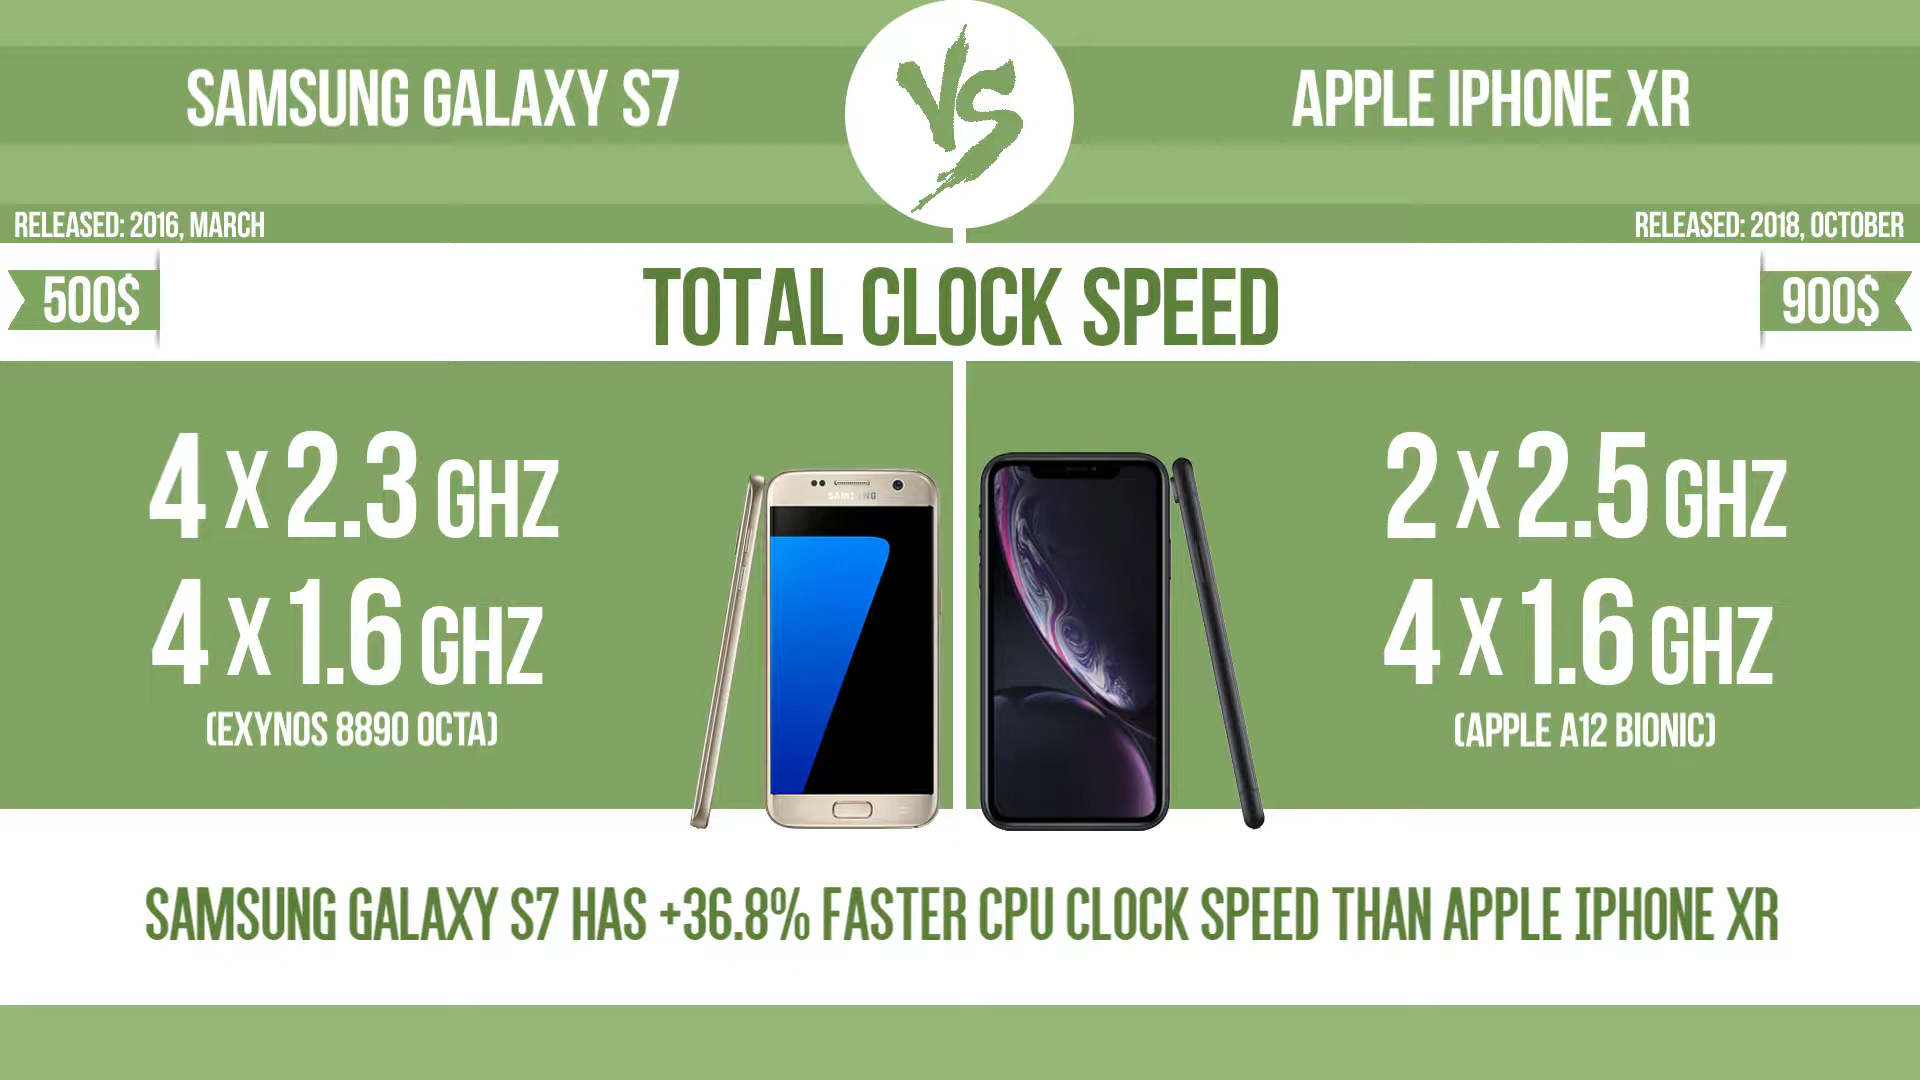 SAMSUNG GALAXY S7
VS
APPLE IPHONE XR
RELEASED: 2016, MARCH
RELEASED: 2018, OCTOBER
500$
TOTAL CLOCK SPEED
900$
4 X 2.3 GHZ
4 X 1.6 GHZ
(EXYNOS 8890 OCTA)
SAMSUNG
2 X 2.5 GHZ
4 X 1.6 GHZ
(APPLE A12 BIONIC)
SAMSUNG GALAXY S7 HAS +36.8% FASTER CPU CLOCK SPEED THAN APPLE IPHONE XR